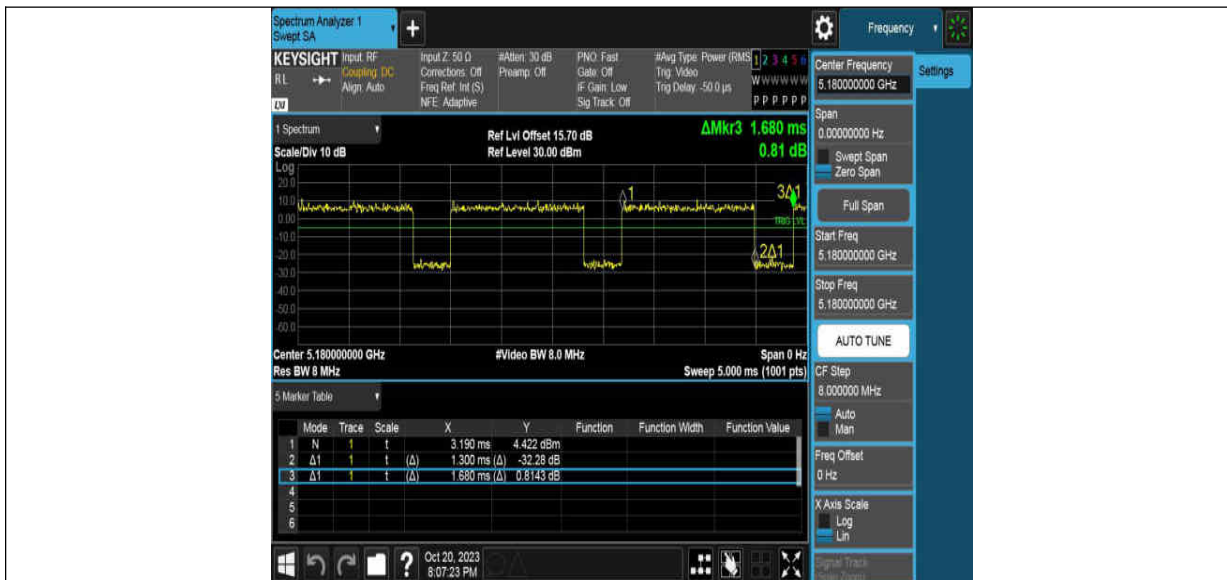 Spectrum Analyzer 1
Swept SA
+
Frequency
KEYSIGHT
RL
LXI
Input: RF
Coupling: DC
Align: Auto
Input Z: 50 Ω
Corrections: Off
Freq Ref: Int (S)
NFE: Adaptive
#Atten: 30 dB
Preamp: Off
PNO: Fast
Gate: Off
IF Gain: Low
Sig Track: Off
#Avg Type: Power (RMS
Trig: Video
Trig Delay: -50.0 µs
1 2 3 4 5 6
W W W W W W
P P P P P P
Center Frequency
5.180000000 GHz
Settings
Span
0.00000000 Hz
Swept Span
Zero Span
Full Span
Start Freq
5.180000000 GHz
Stop Freq
5.180000000 GHz
AUTO TUNE
CF Step
8.000000 MHz
Auto
Man
Freq Offset
0 Hz
X Axis Scale
Log
Lin
Signal Track
1 Spectrum
Scale/Div 10 dB
Log
Ref Lvl Offset 15.70 dB
Ref Level 30.00 dBm
ΔMkr3 1.680 ms
0.81 dB
20.0
10.0
0.00
-10.0
-20.0
-30.0
-40.0
-50.0
-60.0
1
3Δ1
TRIG LVL
2Δ1
Center 5.180000000 GHz
#Video BW 8.0 MHz
Span 0 Hz
Res BW 8 MHz
Sweep 5.000 ms (1001 pts)
5 Marker Table
Mode Trace Scale X Y Function Function Width Function Value
1 N 1 t 3.190 ms 4.422 dBm
2 Δ1 1 t (Δ) 1.300 ms (Δ) -32.28 dB
3 Δ1 1 t (Δ) 1.680 ms (Δ) 0.8143 dB
4
5
6
?
Oct 20, 2023
8:07:23 PM